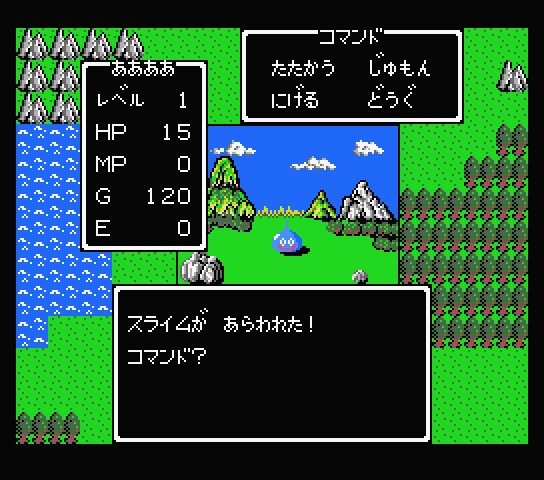 ああああ
レベル 1
HP 15
MP 0
G 120
E 0
コマンド
たたかう じゅもん
にげる どうぐ
スライムが あらわれた!
コマンド?